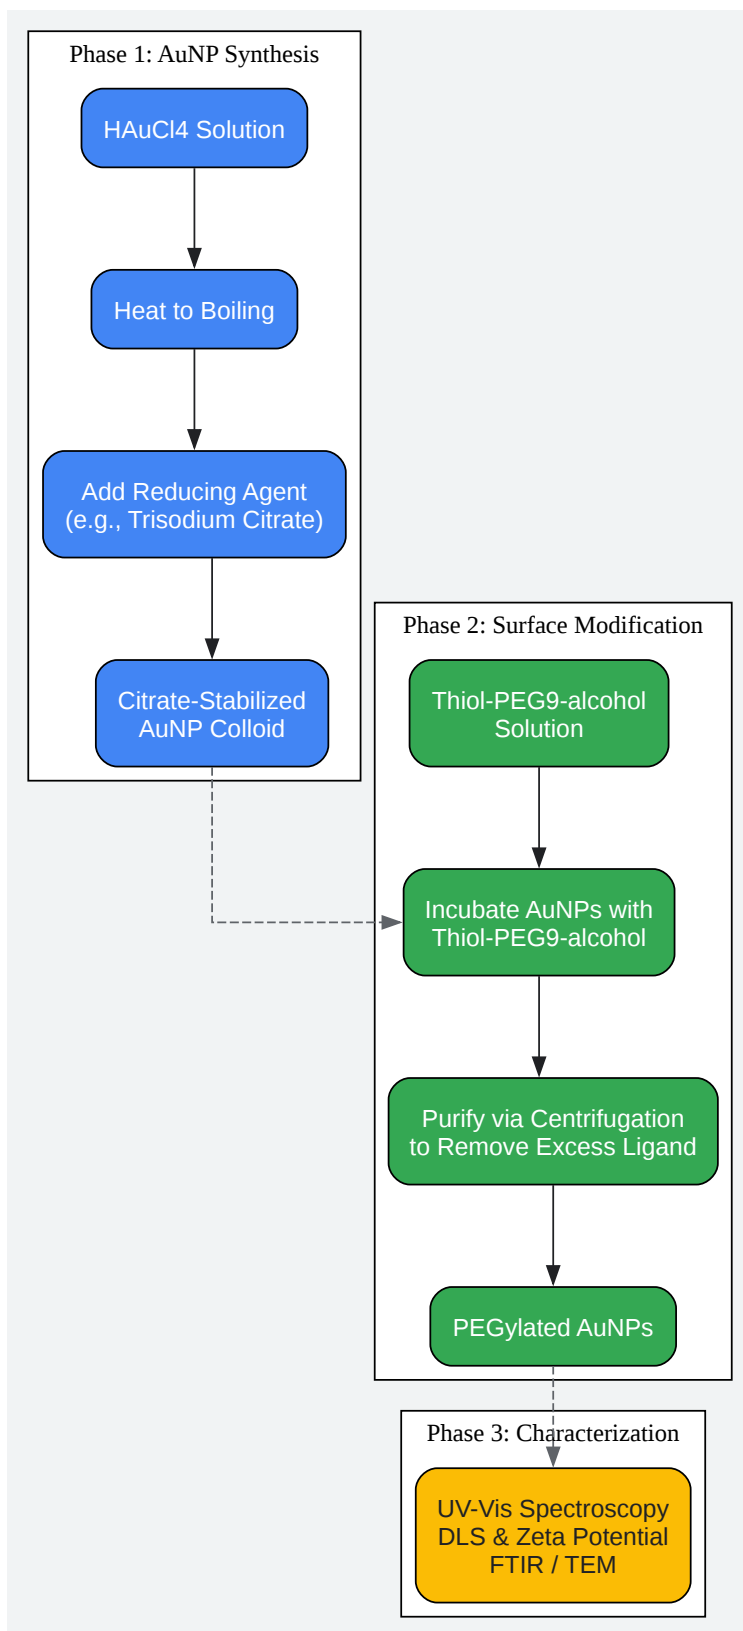 Phase 1: AuNP Synthesis
HAuCl4 Solution
Heat to Boiling
Add Reducing Agent
(e.g., Trisodium Citrate)
Citrate-Stabilized
AuNP Colloid
Phase 2: Surface Modification
Thiol-PEG9-alcohol
Solution
Incubate AuNPs with
Thiol-PEG9-alcohol
Purify via Centrifugation
to Remove Excess Ligand
PEGylated AuNPs
Phase 3: Characterization
UV-Vis Spectroscopy
DLS & Zeta Potential
FTIR / TEM